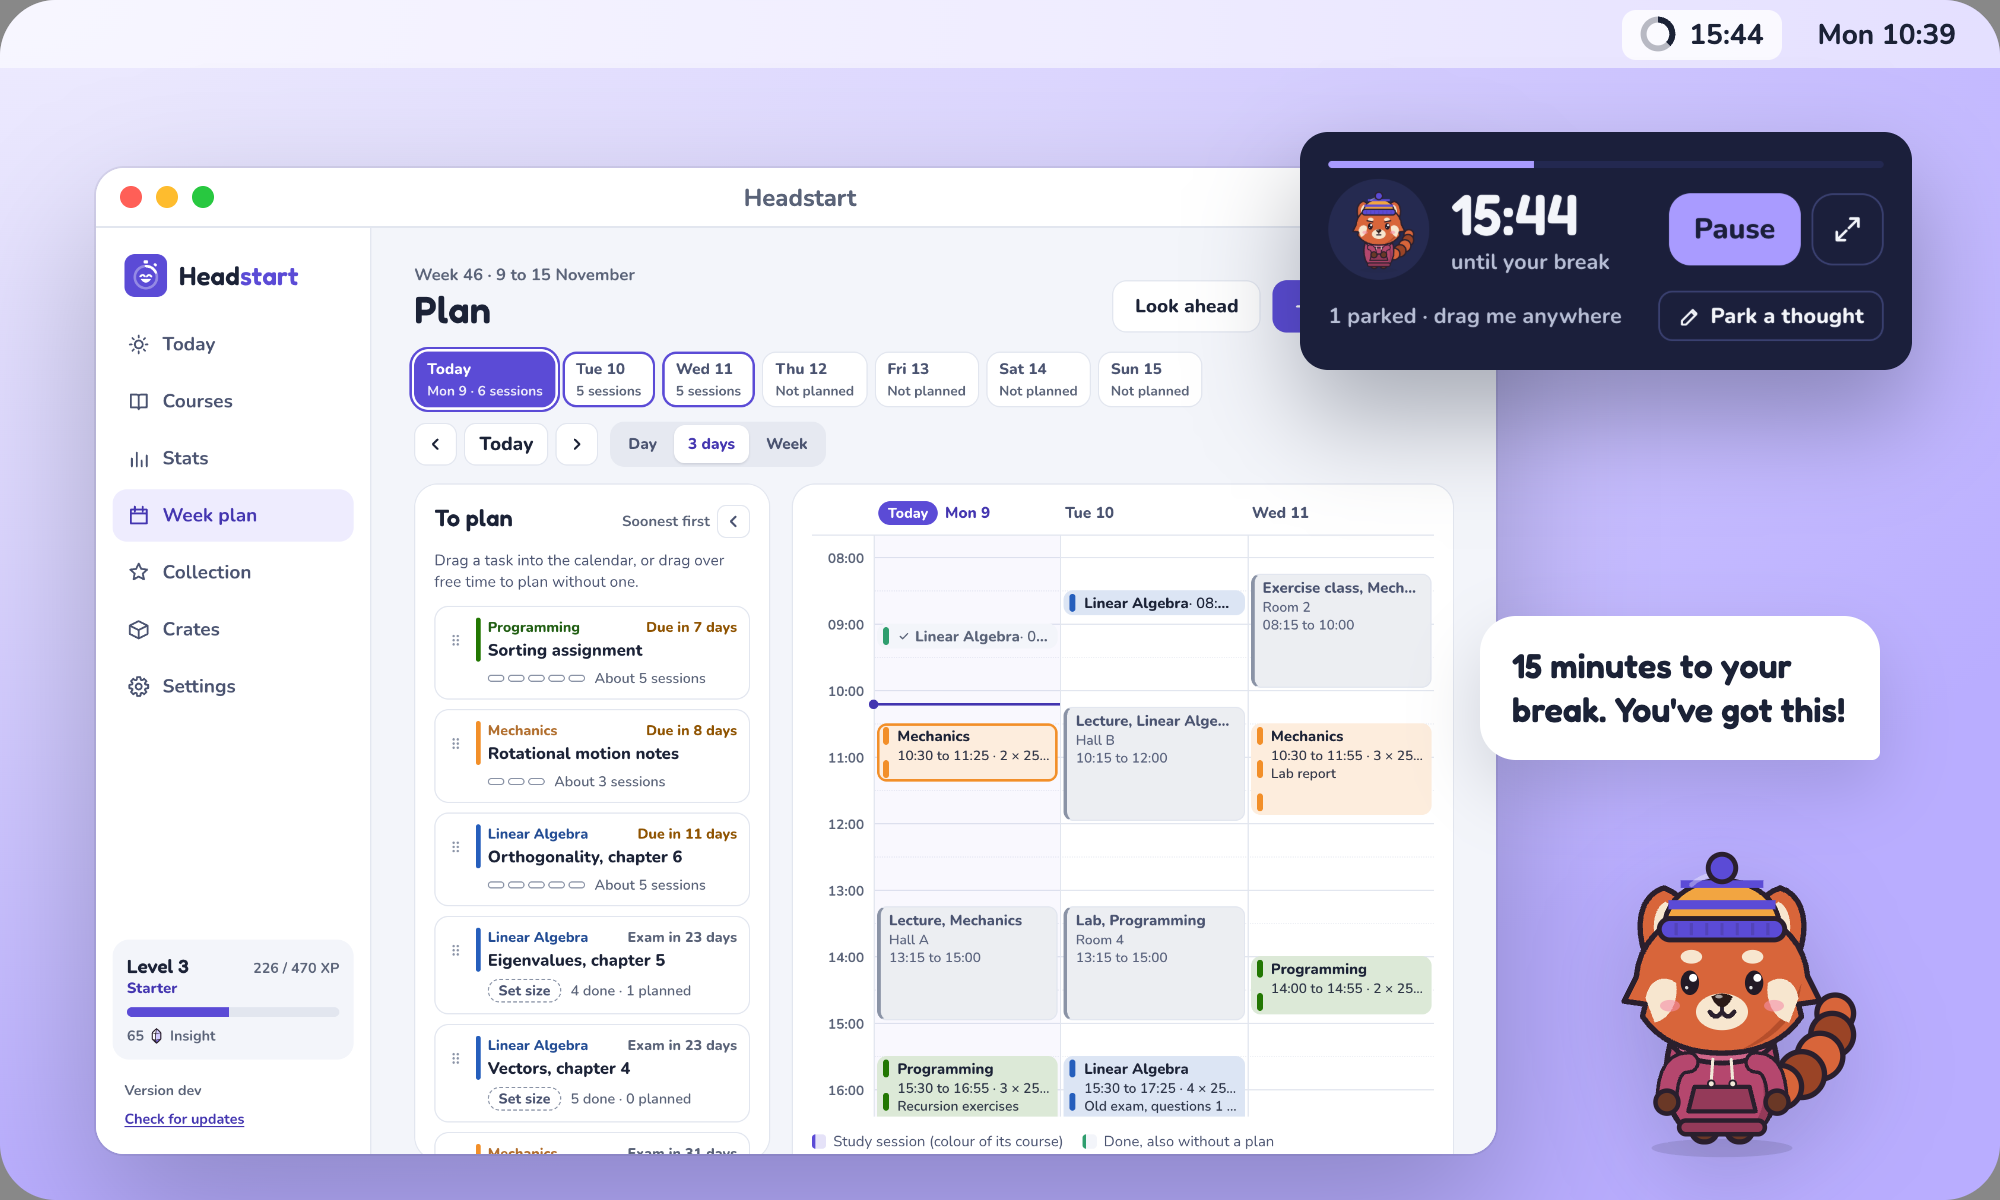 15:44
Mon 10:39
Headstart
15:44
until your break
Pause
1 parked · drag me anywhere
Park a thought
Headstart
Today
Courses
Stats
Week plan
Collection
Crates
Settings
Level 3
226 / 470 XP
Starter
65 Insight
Version dev
Check for updates
Week 46 · 9 to 15 November
Plan
Look ahead
Today
Mon 9 · 6 sessions
Tue 10
5 sessions
Wed 11
5 sessions
Thu 12
Not planned
Fri 13
Not planned
Sat 14
Not planned
Sun 15
Not planned
Today
Day
3 days
Week
To plan
Soonest first
Drag a task into the calendar, or drag over
free time to plan without one.
Programming
Due in 7 days
Sorting assignment
About 5 sessions
Mechanics
Due in 8 days
Rotational motion notes
About 3 sessions
Linear Algebra
Due in 11 days
Orthogonality, chapter 6
About 5 sessions
Linear Algebra
Exam in 23 days
Eigenvalues, chapter 5
Set size
4 done · 1 planned
Linear Algebra
Exam in 23 days
Vectors, chapter 4
Set size
5 done · 0 planned
Mechanics
Exam in 31 days
Today Mon 9
Tue 10
Wed 11
08:00
09:00
10:00
11:00
12:00
13:00
14:00
15:00
16:00
✓ Linear Algebra · 0...
Mechanics
10:30 to 11:25 · 2 × 25...
Lecture, Mechanics
Hall A
13:15 to 15:00
Programming
15:30 to 16:55 · 3 × 25...
Recursion exercises
Linear Algebra · 08:...
Lecture, Linear Alge...
Hall B
10:15 to 12:00
Lab, Programming
Room 4
13:15 to 15:00
Linear Algebra
15:30 to 17:25 · 4 × 25...
Old exam, questions 1 ...
Exercise class, Mech...
Room 2
08:15 to 10:00
Mechanics
10:30 to 11:55 · 3 × 25...
Lab report
Programming
14:00 to 14:55 · 2 × 25...
Study session (colour of its course)
Done, also without a plan
15 minutes to your
break. You've got this!